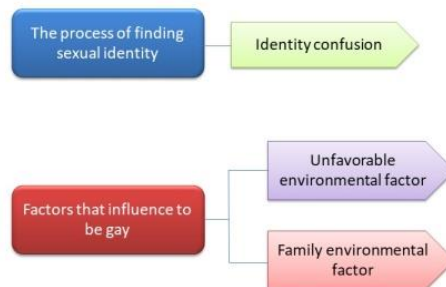 The process of finding
sexual identity
Identity confusion
Unfavorable
environmental factor
Factors that influence to
be gay
Family environmental
factor